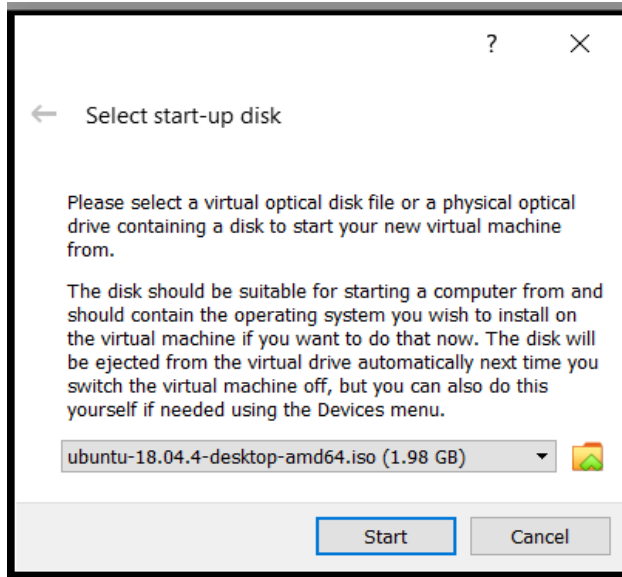 ?
Select start-up disk
Please select a virtual optical disk file or a physical optical
drive containing a disk to start your new virtual machine
from.
The disk should be suitable for starting a computer from and
should contain the operating system you wish to install on
the virtual machine if you want to do that now. The disk will
be ejected from the virtual drive automatically next time you
switch the virtual machine off, but you can also do this
yourself if needed using the Devices menu.
ubuntu-18.04.4-desktop-amd64.iso (1.98 GB)
Start Cancel